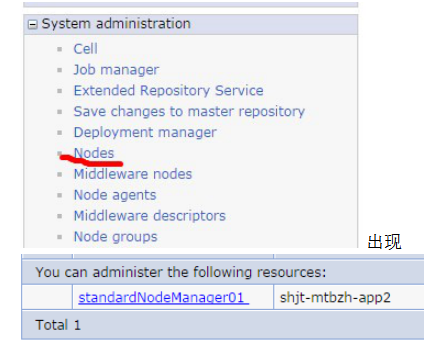 System administration
Cell
Job manager
Extended Repository Service
Save changes to master repository
Deployment manager
Nodes
Middleware nodes
Node agents
Middleware descriptors
Node groups
出现
You can administer the following resources:
standardNodeManager01 shjt-mtbzh-app2
Total 1